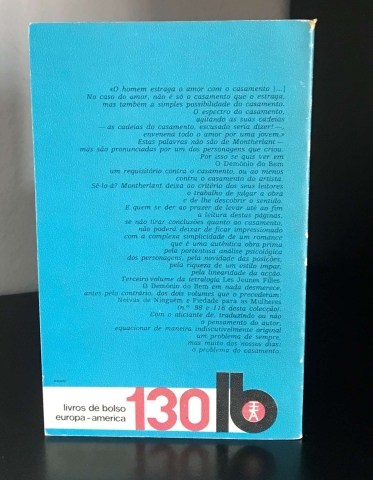 «O homem estraga o amor com o casamento [...]
No caso do amor, não é só o casamento que o estraga,
mas também a simples possibilidade do casamento.
O espectro do casamento,
agitando as suas cadeias
— as cadeias do casamento, escusado seria dizer! —,
envenena todo o amor por uma jovem.»
Estas palavras não são de Montherlant —
mas são pronunciadas por um dos personagens que criou.
Por isso se quis ver em
O Demónio do Bem
um requisitório contra o casamento, ou ao menos
contra o casamento do artista.
Sê-lo-á? Montherlant deixa ao critério dos seus leitores
o trabalho de julgar a obra
e de lhe descobrir o sentido.
E quem se der ao prazer de levar até ao fim
a leitura destas páginas,
se não tirar conclusões quanto ao casamento,
não poderá deixar de ficar impressionado
com a complexa simplicidade de um romance
que é uma autêntica obra prima
pela portentosa análise psicológica
dos personagens, pela novidade das posições,
pela riqueza de um estilo ímpar,
pela linearidade da acção.
Terceiro volume da tetralogia Les Jeunes Filles,
O Demónio do Bem em nada desmerece,
antes pelo contrário, dos dois volumes que o precederam:
Noivas de Ninguém e Piedade para as Mulheres
(n.os 98 e 116 desta colecção).
Com o aliciante de, traduzindo ou não
o pensamento do autor,
equacionar de maneira indiscutivelmente original
um problema de sempre,
mas muito dos nossos dias:
o problema do casamento.
livros de bolso
europa-america
130 lb